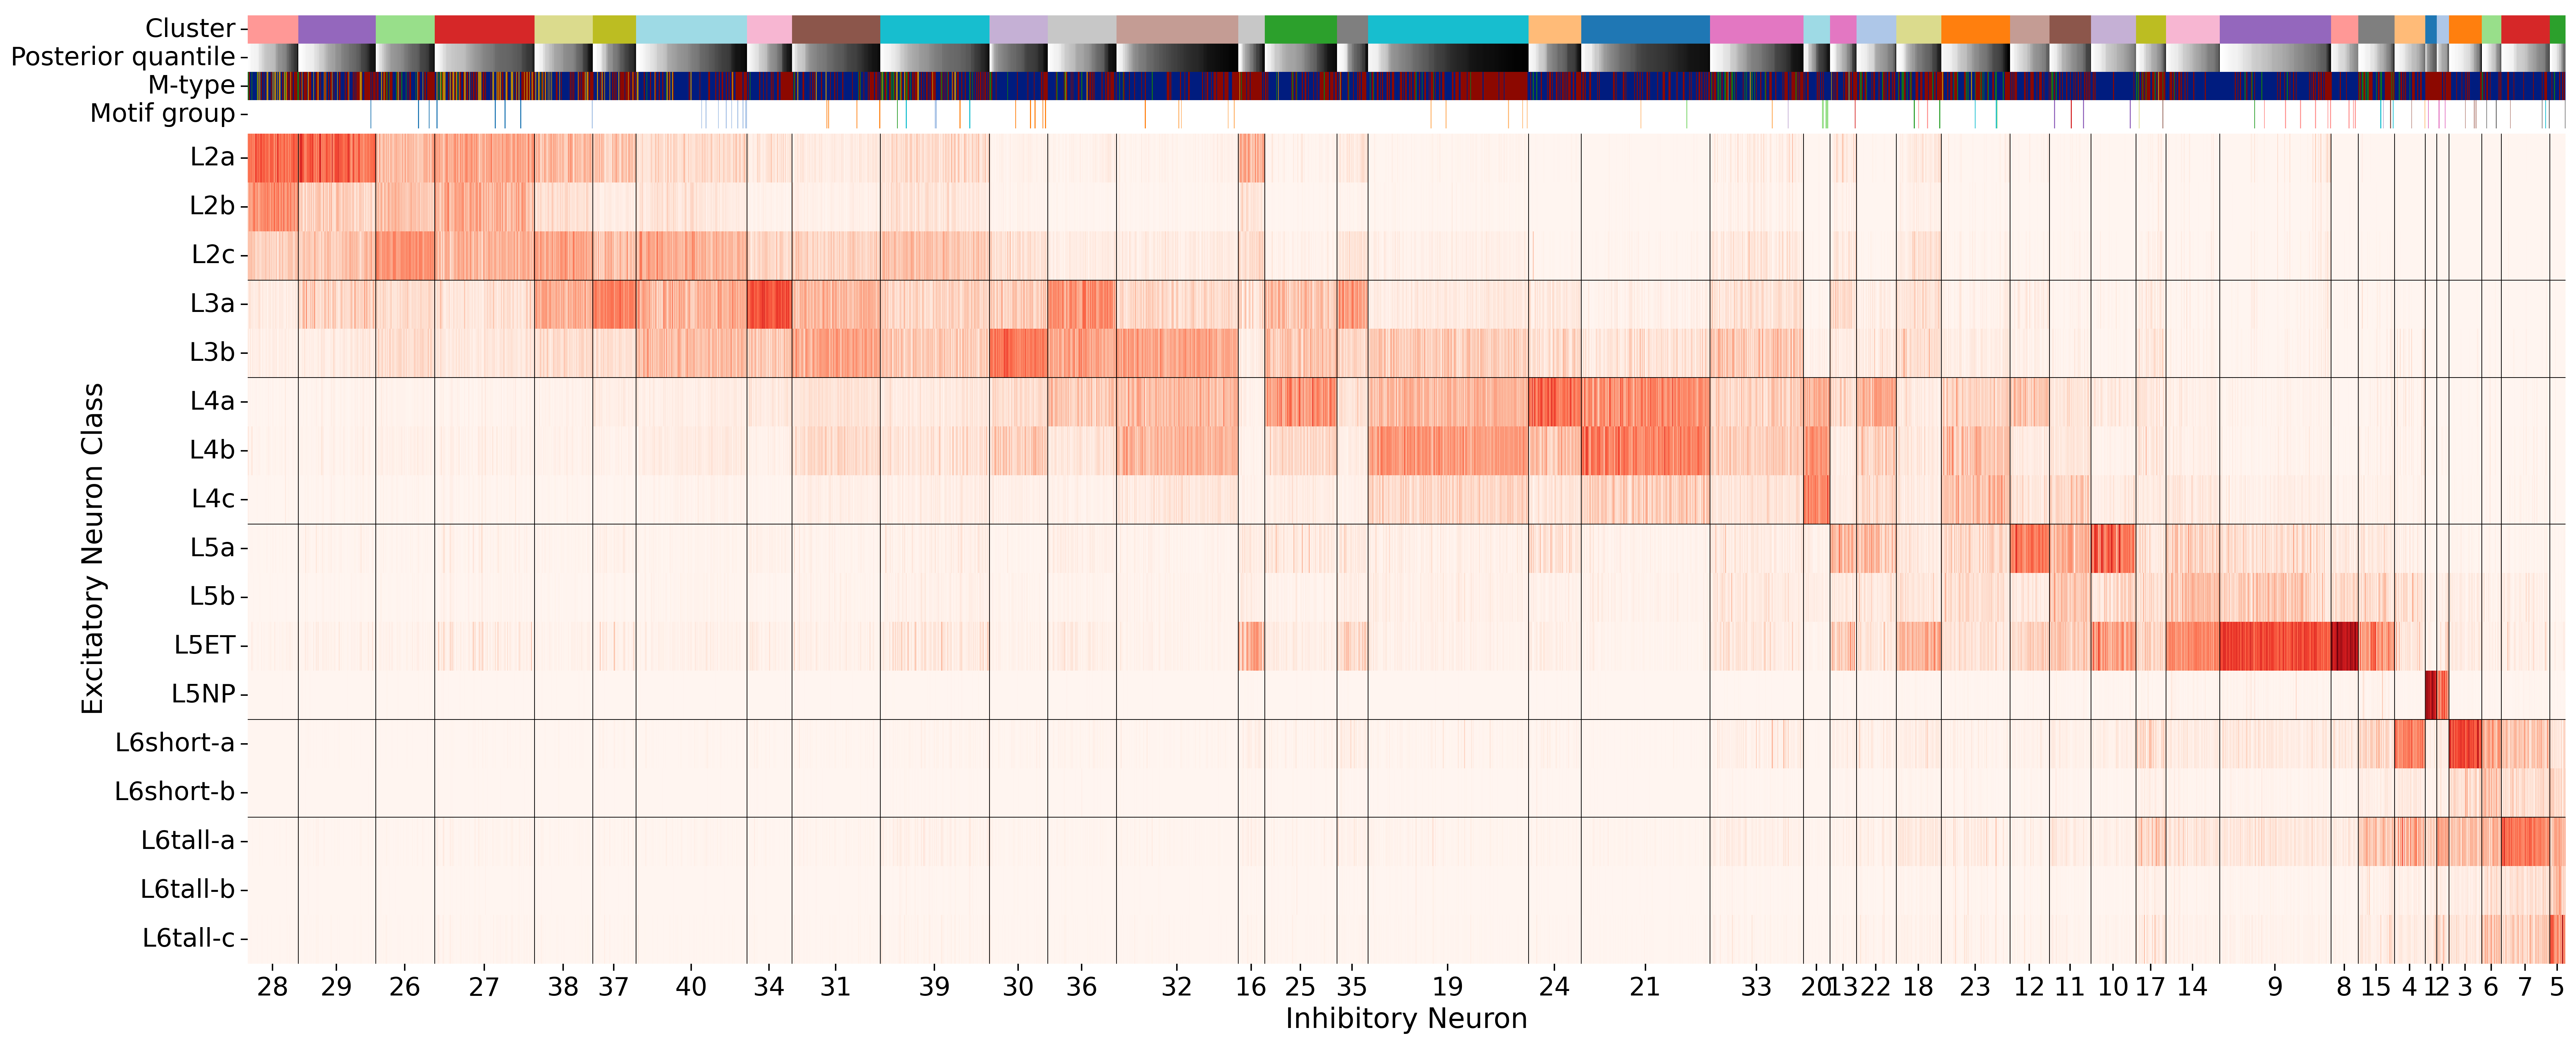 Cluster
Posterior quantile
M-type
Motif group
L2a
L2b
L2c
L3a
L3b
L4a
L4b
L4c
L5a
L5b
L5ET
L5NP
L6short-a
L6short-b
L6tall-a
L6tall-b
L6tall-c
Excitatory Neuron Class
28 29 26 27 38 37 40 34 31 39 30 36 32 16 25 35 19 24 21 33 20 13 22 18 23 12 11 10 17 14 9 8 15 4 1 2 3 6 7 5
Inhibitory Neuron